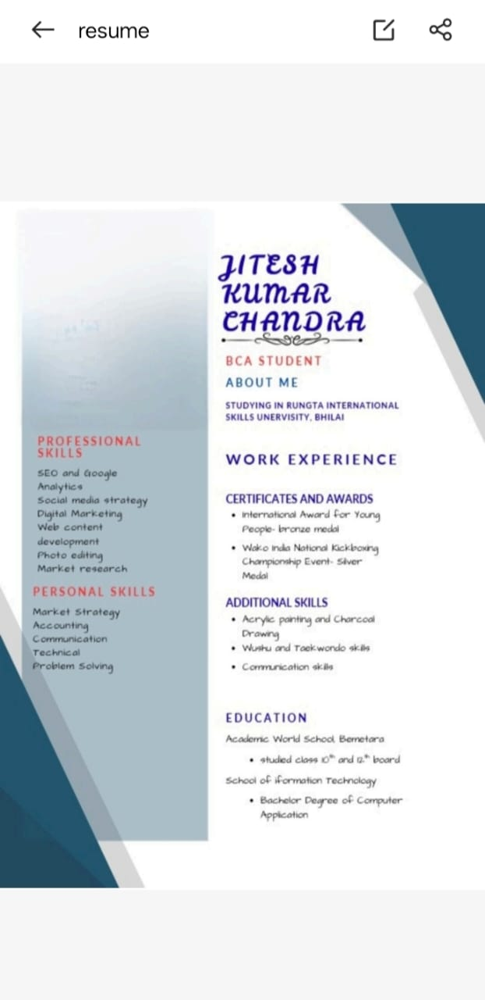 resume
JITESH
KUMAR
CHANDRA
BCA STUDENT
ABOUT ME
STUDYING IN RUNGTA INTERNATIONAL
SKILLS UNERVISITY, BHILAI
PROFESSIONAL
SKILLS
SEO and Google
Analytics
Social media strategy
Digital Marketing
Web content
development
Photo editing
Market research
PERSONAL SKILLS
Market Strategy
Accounting
Communication
Technical
Problem Solving
WORK EXPERIENCE
CERTIFICATES AND AWARDS
• International Award for Young
People- bronze medal
• Wako India National Kickboxing
Championship Event- Silver
Medal
ADDITIONAL SKILLS
• Acrylic painting and Charcoal
Drawing
• Wushu and Taekwondo skills
• Communication skills
EDUCATION
Academic World School, Bemetara
• studied class 10th and 12th board
School of iformation Technology
• Bachelor Degree of Computer
Application